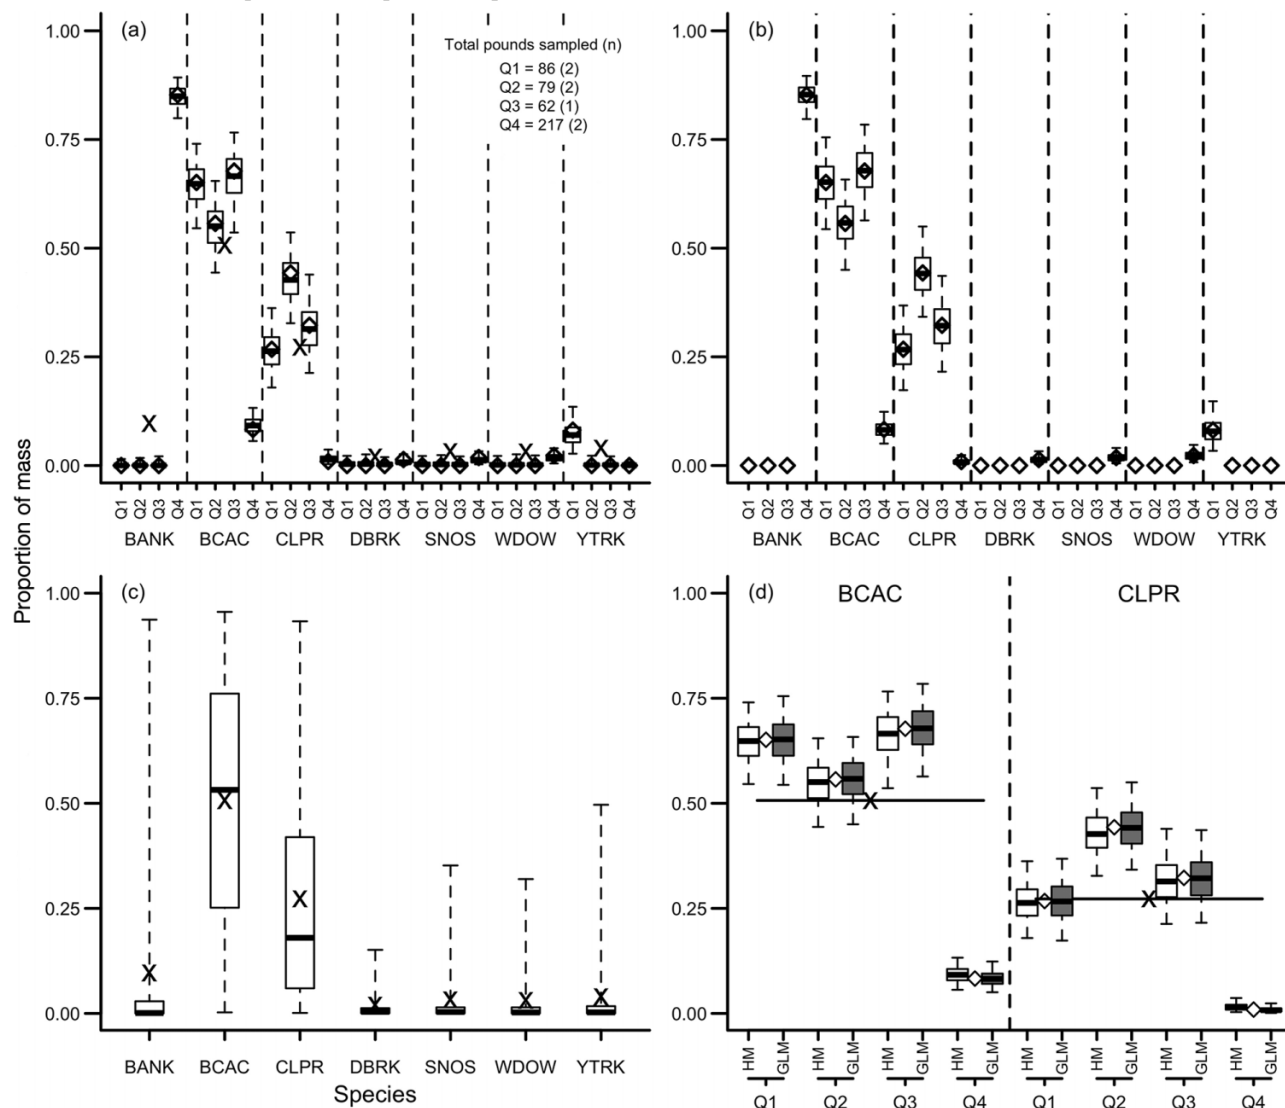 (a)
Total pounds sampled (n)
Q1 = 86 (2)
Q2 = 79 (2)
Q3 = 62 (1)
Q4 = 217 (2)
1.00
0.75
0.50
0.25
0.00
Q1 Q2 Q3 Q4 Q1 Q2 Q3 Q4 Q1 Q2 Q3 Q4 Q1 Q2 Q3 Q4 Q1 Q2 Q3 Q4 Q1 Q2 Q3 Q4 Q1 Q2 Q3 Q4
BANK BCAC CLPR DBRK SNOS WDOW YTRK
(b)
1.00
0.75
0.50
0.25
0.00
Q1 Q2 Q3 Q4 Q1 Q2 Q3 Q4 Q1 Q2 Q3 Q4 Q1 Q2 Q3 Q4 Q1 Q2 Q3 Q4 Q1 Q2 Q3 Q4 Q1 Q2 Q3 Q4
BANK BCAC CLPR DBRK SNOS WDOW YTRK
Proportion of mass
(c)
1.00
0.75
0.50
0.25
0.00
BANK BCAC CLPR DBRK SNOS WDOW YTRK
Species
(d)
BCAC CLPR
1.00
0.75
0.50
0.25
0.00
HM GLM HM GLM HM GLM HM GLM HM GLM HM GLM HM GLM HM GLM
Q1 Q2 Q3 Q4 Q1 Q2 Q3 Q4